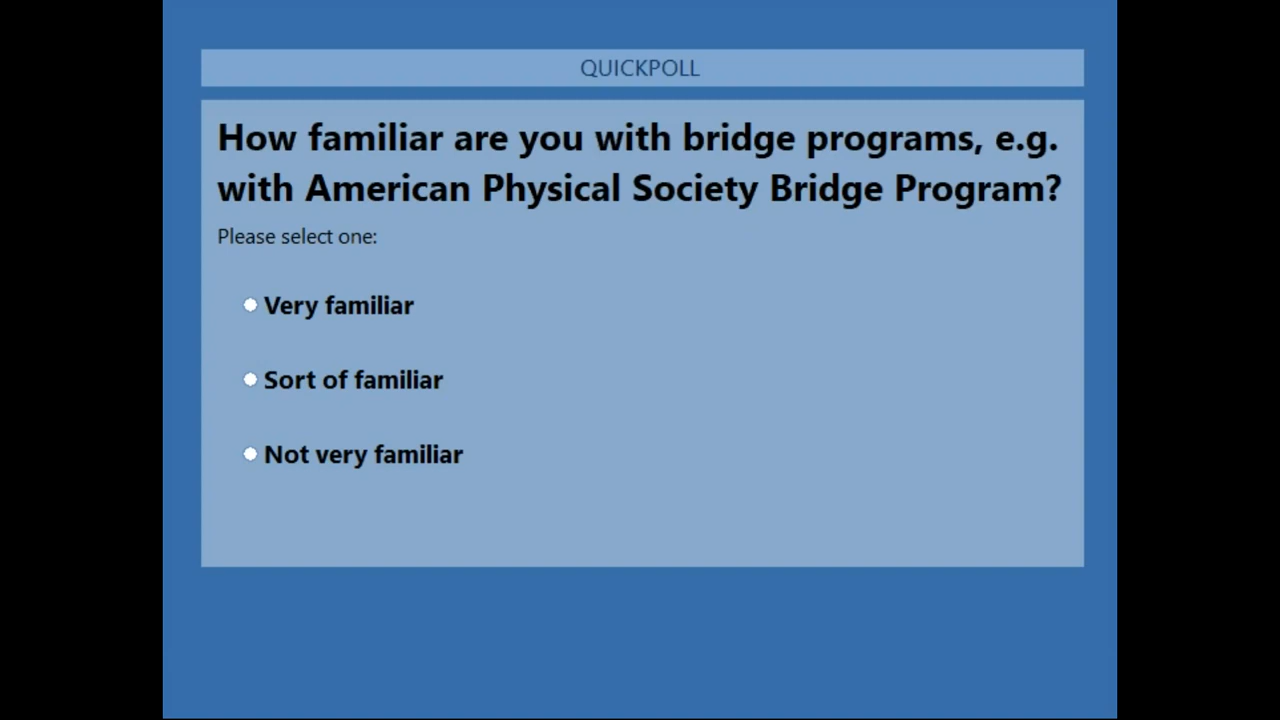 QUICKPOLL
How familiar are you with bridge programs, e.g.
with American Physical Society Bridge Program?
Please select one:
Very familiar
Sort of familiar
Not very familiar